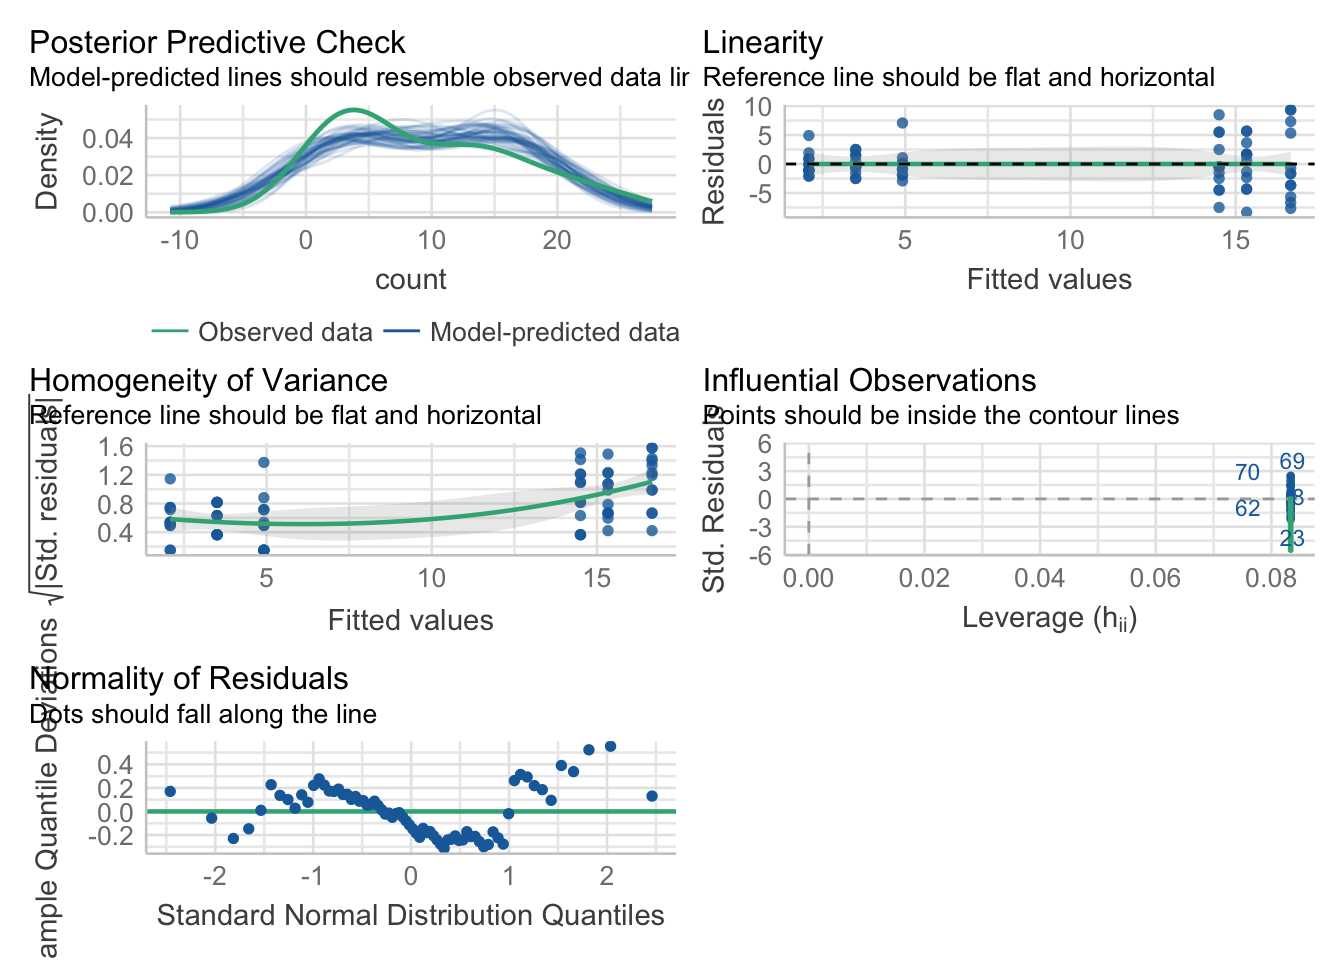 Posterior Predictive Check
Model-predicted lines should resemble observed data lir
Density
0.04
0.02
0.00
-10 0 10 20
count
Observed data Model-predicted data
Linearity
Reference line should be flat and horizontal
Residuals
10
5
0
-5
5 10 15
Fitted values
Homogeneity of Variance
Reference line should be flat and horizontal
√|Std. residuals|
1.6
1.2
0.8
0.4
5 10 15
Fitted values
Influential Observations
Points should be inside the contour lines
Std. Residuals
6
3
0
-3
-6
70 69
62 8
23
0.00 0.02 0.04 0.06 0.08
Leverage (hii)
Normality of Residuals
Dots should fall along the line
ample Quantile Deviations
0.4
0.2
0.0
-0.2
-2 -1 0 1 2
Standard Normal Distribution Quantiles